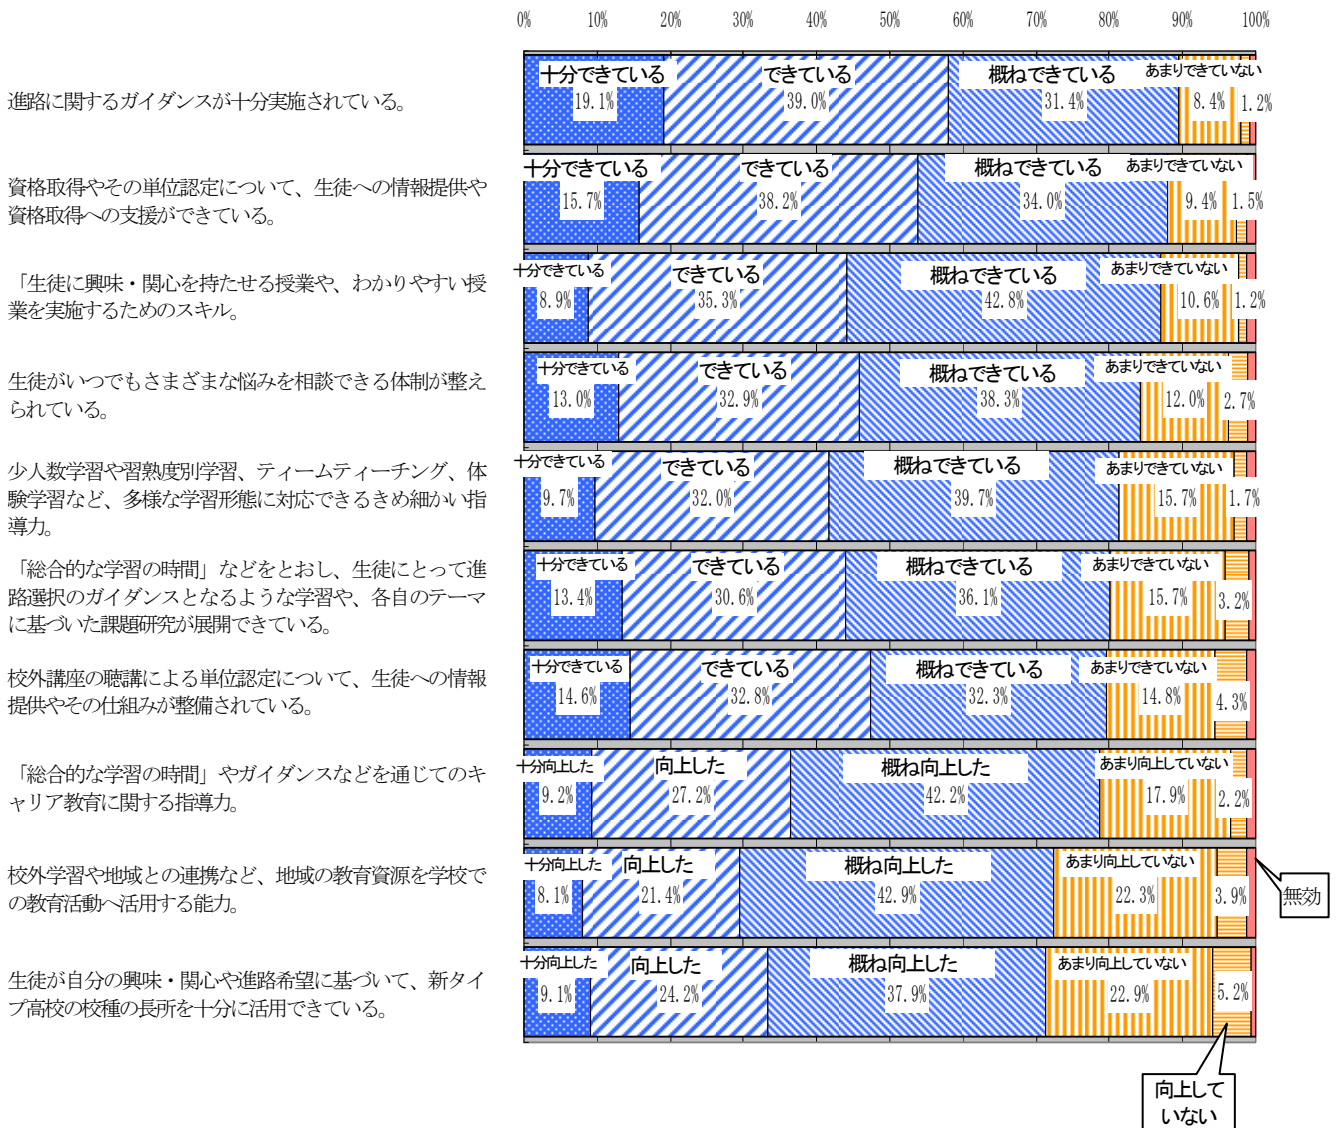 0% 10% 20% 30% 40% 50% 60% 70% 80% 90% 100%
進路に関するガイダンスが十分実施されている。
十分できている できている 概ねできている あまりできていない
19.1% 39.0% 31.4% 8.4% 1.2%
資格取得やその単位認定について、生徒への情報提供や
資格取得への支援ができている。
十分できている できている 概ねできている あまりできていない
15.7% 38.2% 34.0% 9.4% 1.5%
「生徒に興味・関心を持たせる授業や、わかりやすい授
業を実施するためのスキル。
十分できている できている 概ねできている あまりできていない
8.9% 35.3% 42.8% 10.6% 1.2%
生徒がいつでもさまざまな悩みを相談できる体制が整え
られている。
十分できている できている 概ねできている あまりできていない
13.0% 32.9% 38.3% 12.0% 2.7%
少人数学習や習熟度別学習、ティームティーチング、体
験学習など、多様な学習形態に対応できるきめ細かい指
導力。
十分できている できている 概ねできている あまりできていない
9.7% 32.0% 39.7% 15.7% 1.7%
「総合的な学習の時間」などをとおし、生徒にとって進
路選択のガイダンスとなるような学習や、各自のテーマ
に基づいた課題研究が展開できている。
十分できている できている 概ねできている あまりできていない
13.4% 30.6% 36.1% 15.7% 3.2%
校外講座の聴講による単位認定について、生徒への情報
提供やその仕組みが整備されている。
十分できている できている 概ねできている あまりできていない
14.6% 32.8% 32.3% 14.8% 4.3%
「総合的な学習の時間」やガイダンスなどを通じてのキ
ャリア教育に関する指導力。
十分向上した 向上した 概ね向上した あまり向上していない
9.2% 27.2% 42.2% 17.9% 2.2%
校外学習や地域との連携など、地域の教育資源を学校で
の教育活動へ活用する能力。
十分向上した 向上した 概ね向上した あまり向上していない
8.1% 21.4% 42.9% 22.3% 3.9%
無効
生徒が自分の興味・関心や進路希望に基づいて、新タイ
プ高校の校種の長所を十分に活用できている。
十分向上した 向上した 概ね向上した あまり向上していない
9.1% 24.2% 37.9% 22.9% 5.2%
向上して
いない